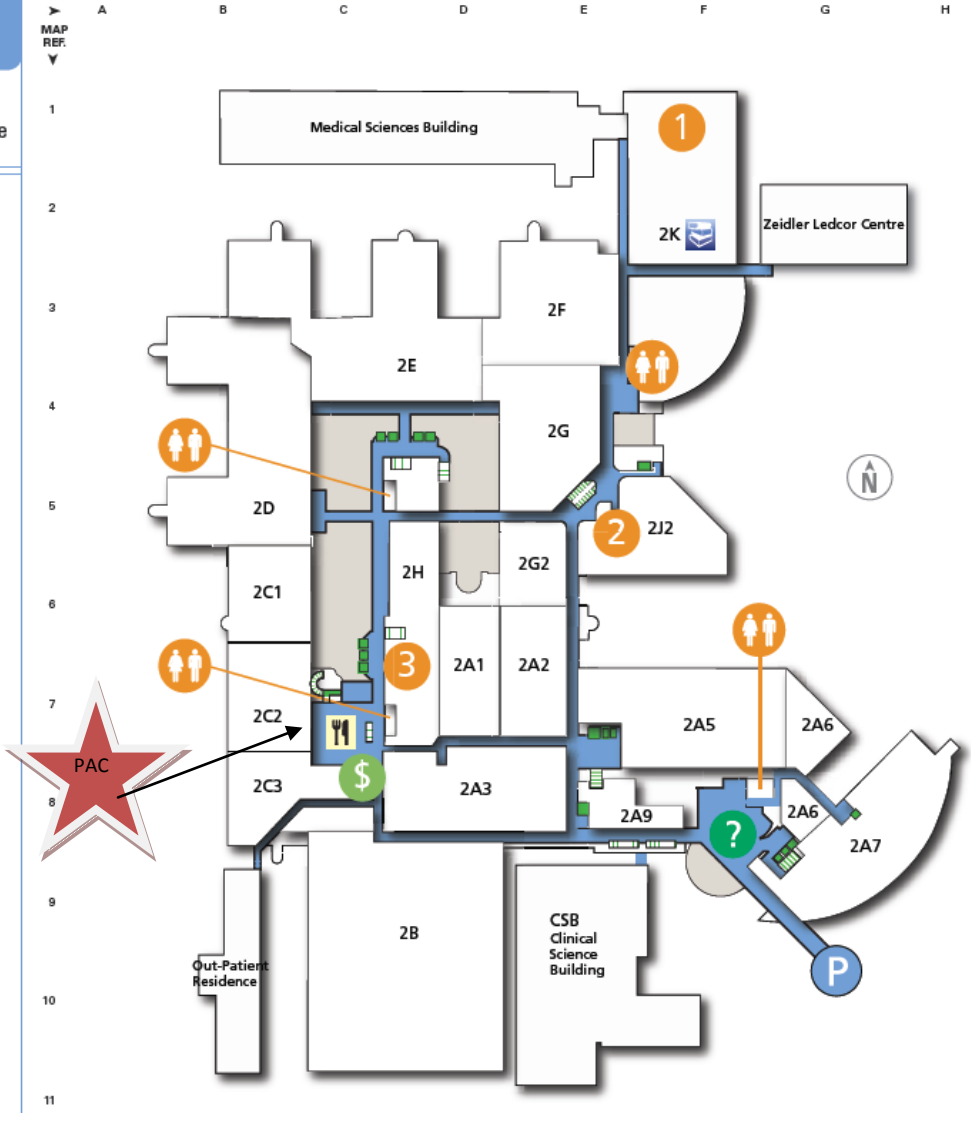 A B C D E F G H
MAP
REF.
1
e
Medical Sciences Building
1
2
2K
Zeidler Ledcor Centre
3
2F
2E
4
2G
N
5
2D
2
2J2
2H
2G2
2C1
6
3
2A1
2A2
7
2C2
2A5
2A6
PAC
$
2C3
2A3
8
2A9
2A6
?
2A7
9
CSB
Clinical
Science
Building
2B
Out-Patient
Residence
P
10
11